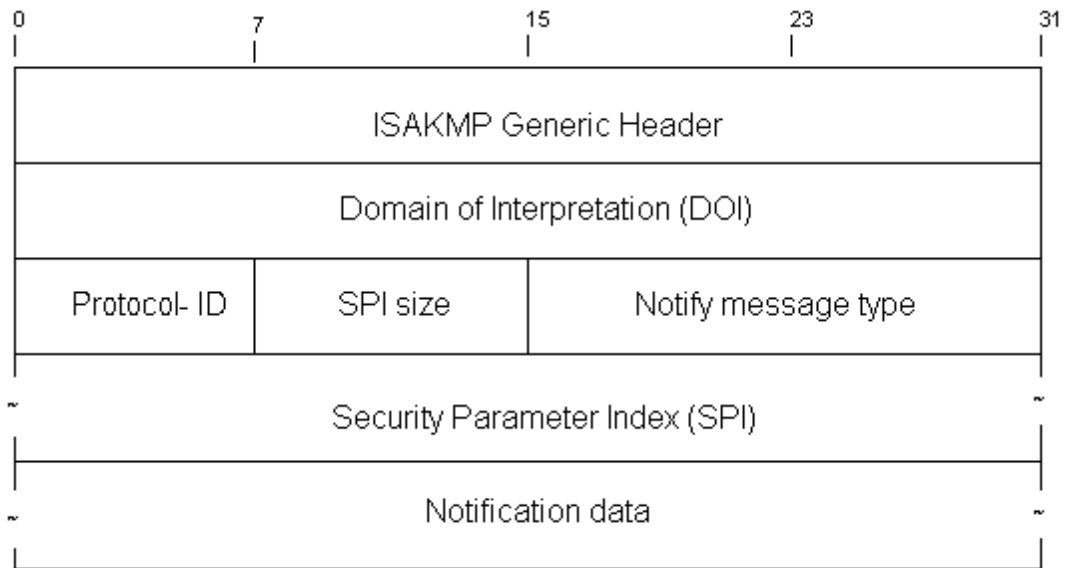 0 7 15 23 31
ISAKMP Generic Header
Domain of Interpretation (DOI)
Protocol- ID SPI size Notify message type
~ ~
Security Parameter Index (SPI)
Notification data
~ ~